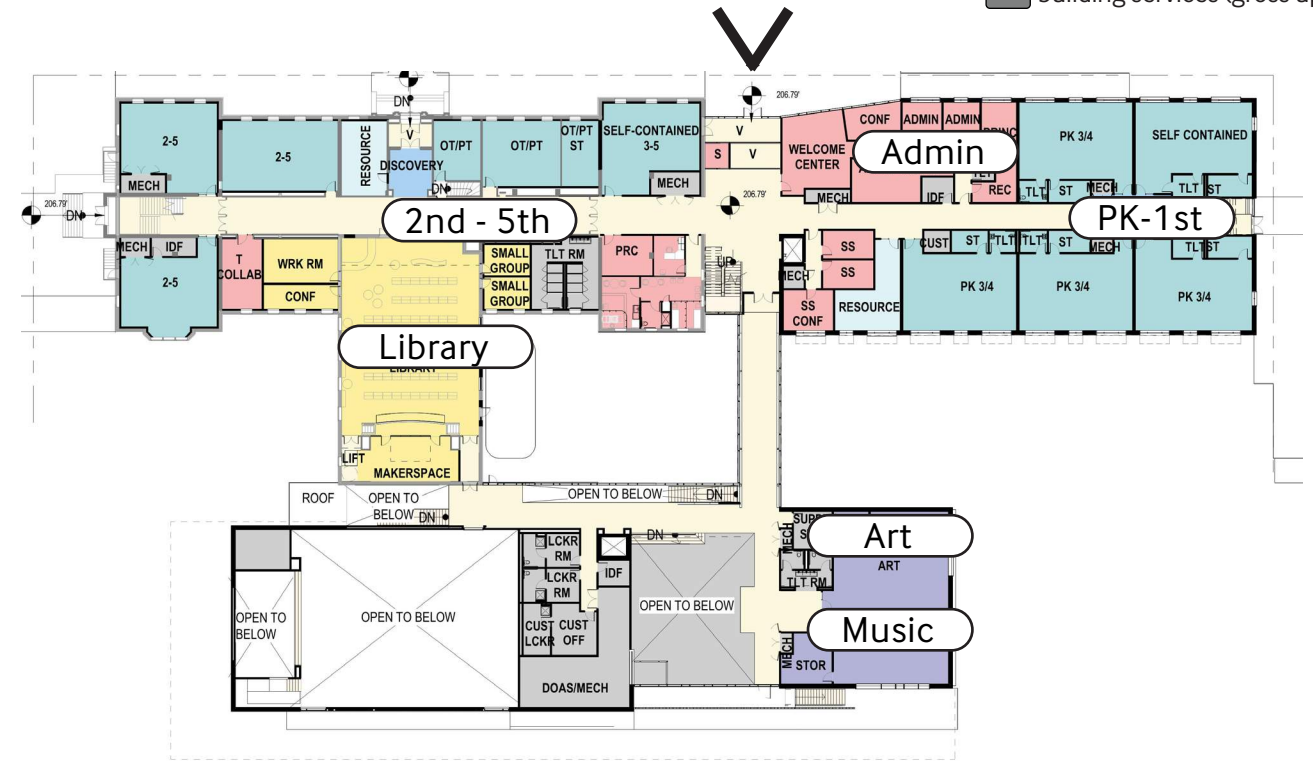 Building services (gross up
206.79'
DN
CONF
ADMIN
ADMIN
2-5
2-5
RESOURCE
V
OT/PT
OT/PT
OT/PT
ST
SELF-CONTAINED
3-5
V
S
V
WELCOME
CENTER
Admin
PK 3/4
SELF CONTAINED
DISCOVERY
MECH
DN
MECH
MECH
IDF
REC
TLT
ST
MECH
TLT
ST
206.79'
DN
2nd - 5th
206.79'
PK-1st
MECH
IDF
T
COLLAB
WRK RM
SMALL
GROUP
TLT RM
PRC
UP
SS
CUST
ST
TLT
TLT
ST
MECH
TLT
ST
2-5
CONF
SMALL
GROUP
MECH
SS
SS
CONF
RESOURCE
PK 3/4
PK 3/4
PK 3/4
Library
LIBRARY
LIFT
MAKERSPACE
ROOF
OPEN TO
BELOW
DN
OPEN TO BELOW
DN
DN
MECH
Art
ART
LCKR
RM
LCKR
RM
IDF
TLT RM
OPEN TO
BELOW
OPEN TO BELOW
CUST
LCKR
CUST
OFF
OPEN TO BELOW
Music
MECH
STOR
DOAS/MECH